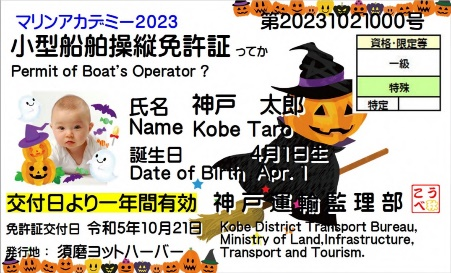 マリンアカデミー2023
第20231021000号
小型船舶操縦免許証 ってか
Permit of Boat's Operator ?
資格・限定等
一級
特殊
特定
氏名 神戸 太郎
Name Kobe Taro
誕生日 4月1日生
Date of Birth Apr. 1
交付日より一年間有効 神戸運輸監理部
こうべ
免許証交付日 令和5年10月21日
Kobe District Transport Bureau,
Ministry of Land,Infrastructure,
発行地: 須磨ヨットハーバー
Transport and Tourism.